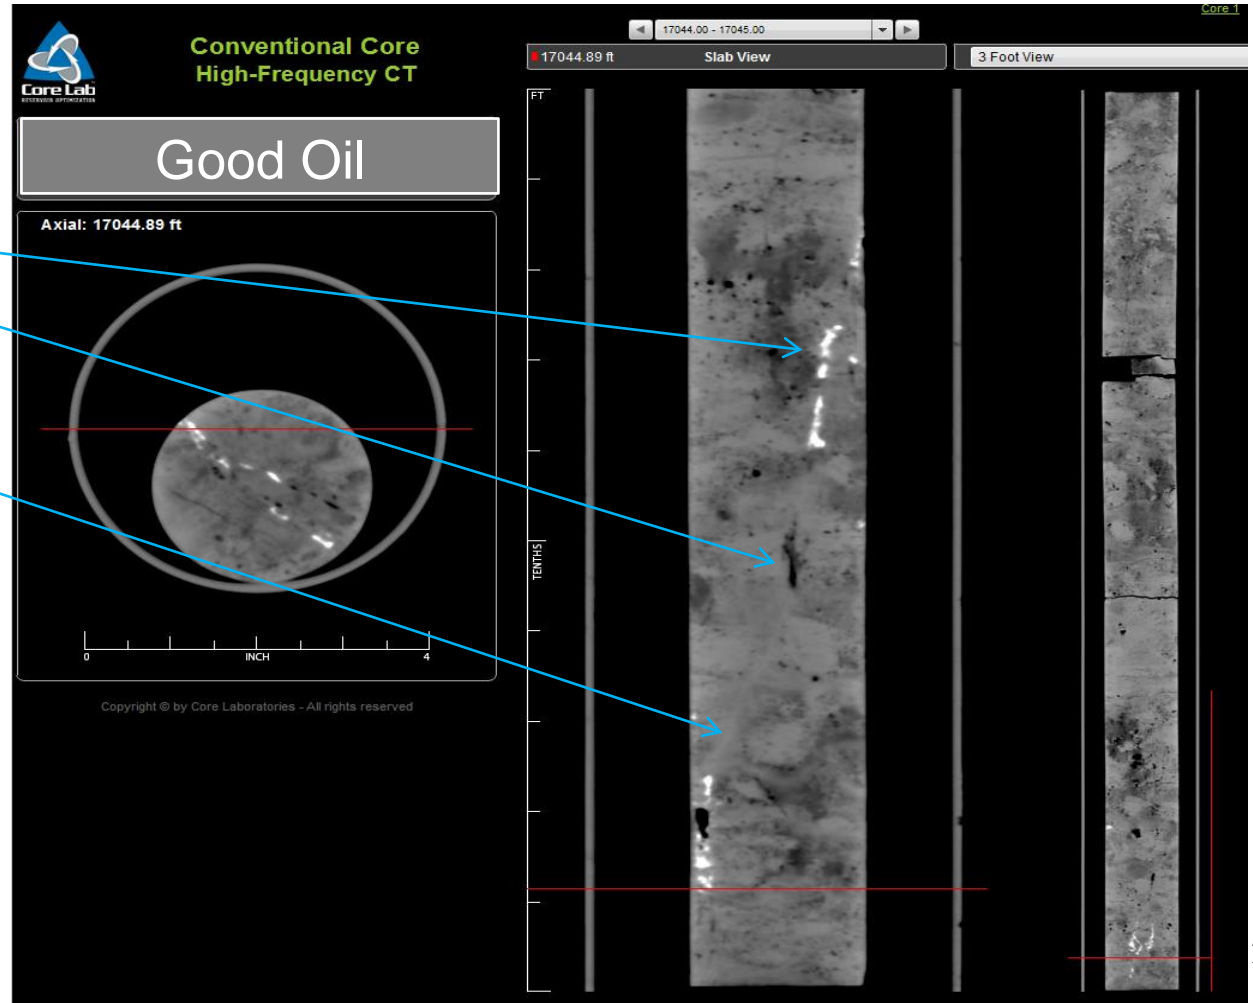 Core 1
17044.00 - 17045.00
Conventional Core
High-Frequency CT
Core Lab
RESERVOIR OPTIMIZATION
17044.89 ft
Slab View
3 Foot View
Good Oil
Axial: 17044.89 ft
FT
TENTHS
0
INCH
4
Copyright © by Core Laboratories - All rights reserved